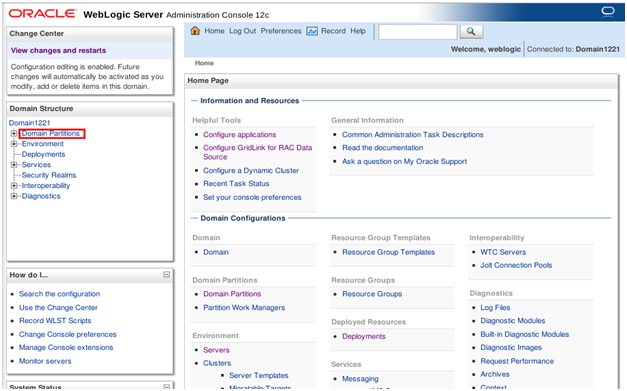 ORACLE WebLogic Server Administration Console 12c
Change Center
View changes and restarts
Configuration editing is enabled. Future
changes will automatically be activated as you
modify, add or delete items in this domain.
Domain Structure
Domain1221
Domain Partitions
Environment
Deployments
Services
Security Realms
Interoperability
Diagnostics
How do I...
Search the configuration
Use the Change Center
Record WLST Scripts
Change Console preferences
Manage Console extensions
Monitor servers
System Status
Home Log Out Preferences Record Help
Welcome, weblogic Connected to: Domain1221
Home
Home Page
Information and Resources
Helpful Tools
Configure applications
Configure GridLink for RAC Data
Source
Configure a Dynamic Cluster
Recent Task Status
Set your console preferences
General Information
Common Administration Task Descriptions
Read the documentation
Ask a question on My Oracle Support
Domain Configurations
Domain
Domain
Domain Partitions
Domain Partitions
Partition Work Managers
Environment
Servers
Clusters
Server Templates
Migratable Targets
Resource Group Templates
Resource Group Templates
Resource Groups
Resource Groups
Deployed Resources
Deployments
Services
Messaging
Interoperability
WTC Servers
Jolt Connection Pools
Diagnostics
Log Files
Diagnostic Modules
Built-in Diagnostic Modules
Diagnostic Images
Request Performance
Archives
Context